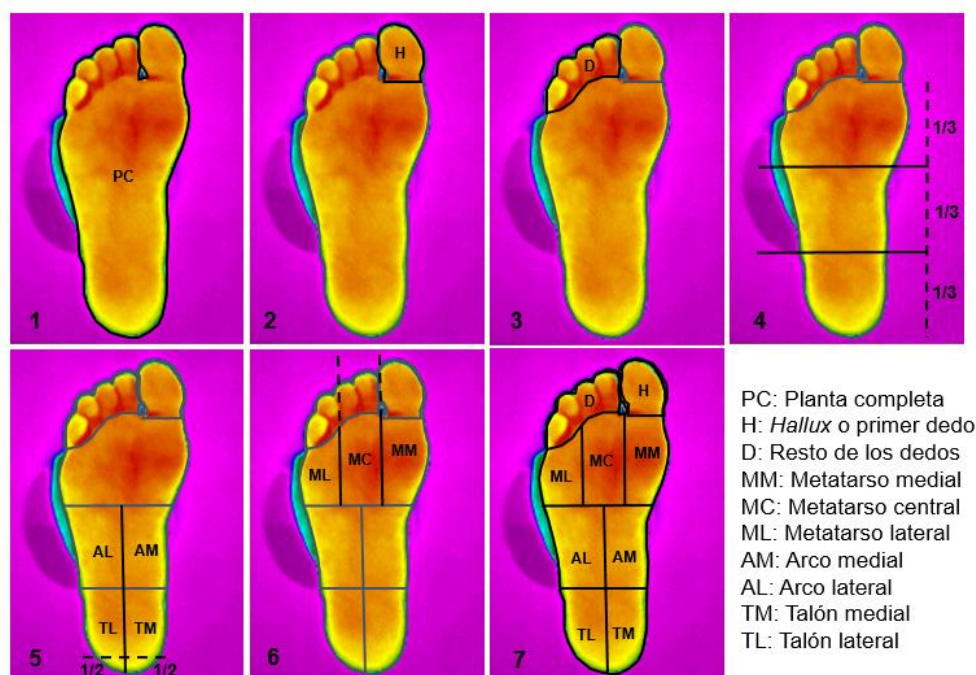 PC
1
H
2
D
3
1/3
1/3
1/3
4
AL AM
TL TM
1/2 1/2
5
ML MC MM
6
H
D
ML MC MM
AL AM
TL TM
7
PC: Planta completa
H: Hallux o primer dedo
D: Resto de los dedos
MM: Metatarso medial
MC: Metatarso central
ML: Metatarso lateral
AM: Arco medial
AL: Arco lateral
TM: Talón medial
TL: Talón lateral